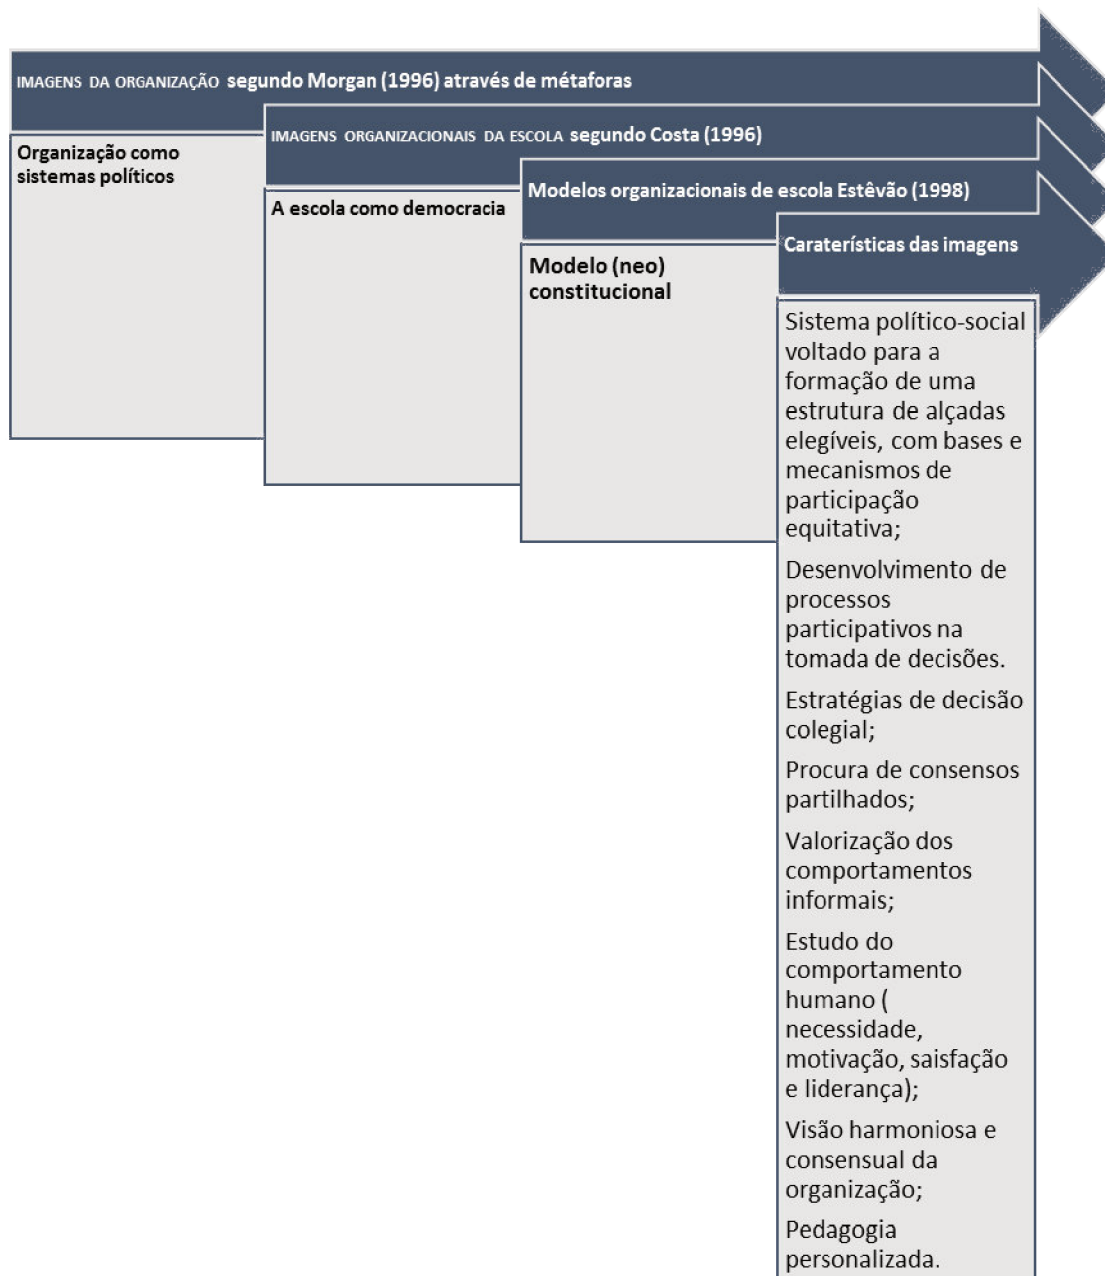 IMAGENS DA ORGANIZAÇÃO segundo Morgan (1996) através de métaforas
Organização como
sistemas políticos
IMAGENS ORGANIZACIONAIS DA ESCOLA segundo Costa (1996)
A escola como democracia
Modelos organizacionais de escola Estêvão (1998)
Modelo (neo)
constitucional
Caraterísticas das imagens
Sistema político-social
voltado para a
formação de uma
estrutura de alçadas
elegíveis, com bases e
mecanismos de
participação
equitativa;
Desenvolvimento de
processos
participativos na
tomada de decisões.
Estratégias de decisão
colegial;
Procura de consensos
partilhados;
Valorização dos
comportamentos
informais;
Estudo do
comportamento
humano (
necessidade,
motivação, saisfação
e liderança);
Visão harmoniosa e
consensual da
organização;
Pedagogia
personalizada.